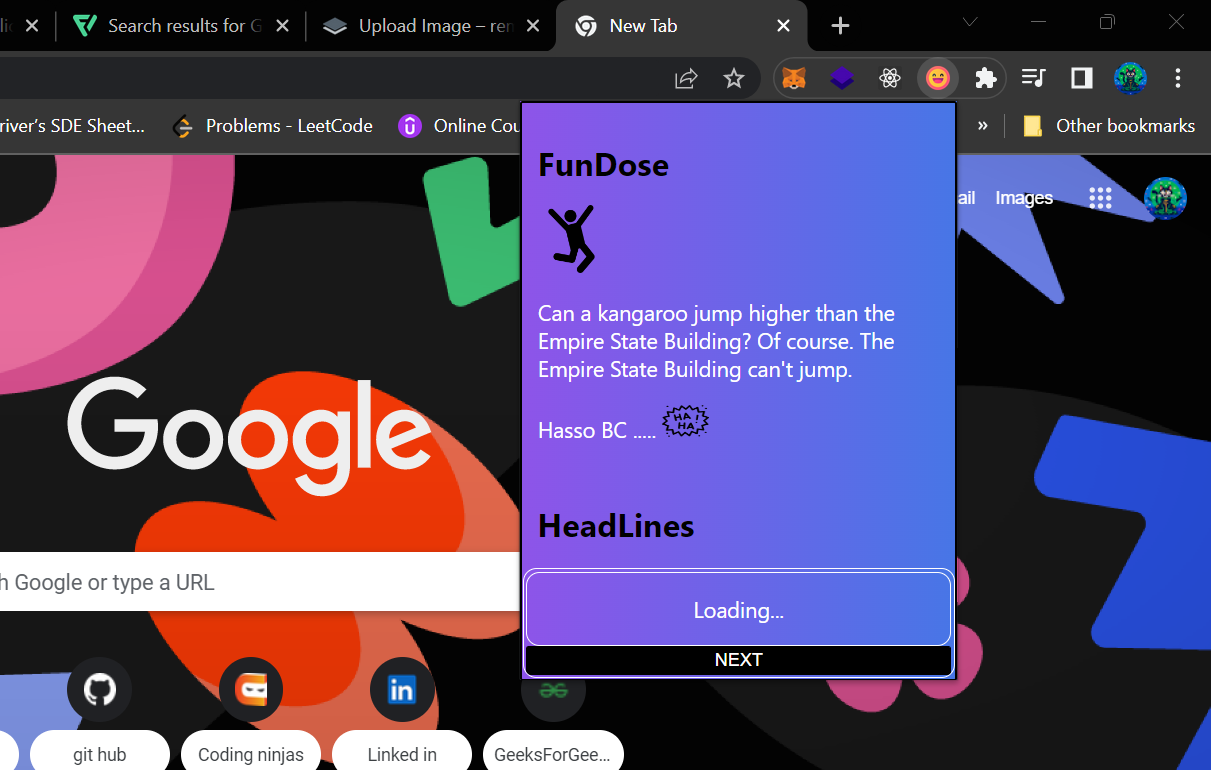 Search results for G
Upload Image – ren
New Tab
river's SDE Sheet...
Problems - LeetCode
Online Cou
»
Other bookmarks
FunDose
ail
Images
Can a kangaroo jump higher than the
Empire State Building? Of course. The
Empire State Building can't jump.
Hasso BC .....
HA !
HA!
Google
HeadLines
h Google or type a URL
Loading...
NEXT
git hub
Coding ninjas
Linked in
GeeksForGee...